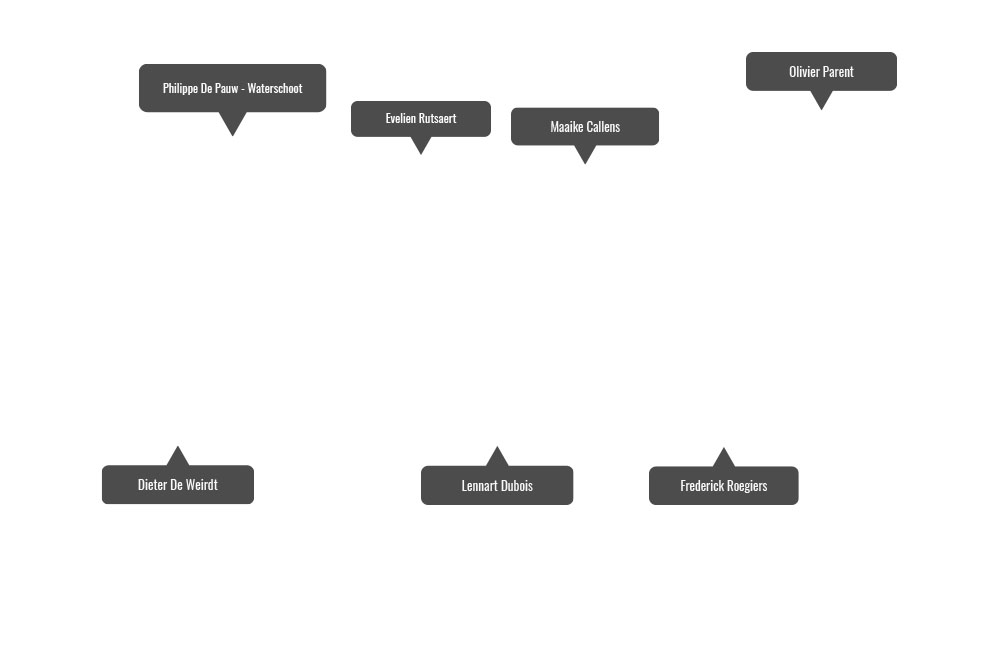 Olivier Parent
Philippe De Pauw - Waterschoot
Evelien Rutsaert
Maaike Callens
Dieter De Weirdt
Lennart Dubois
Frederick Roegiers